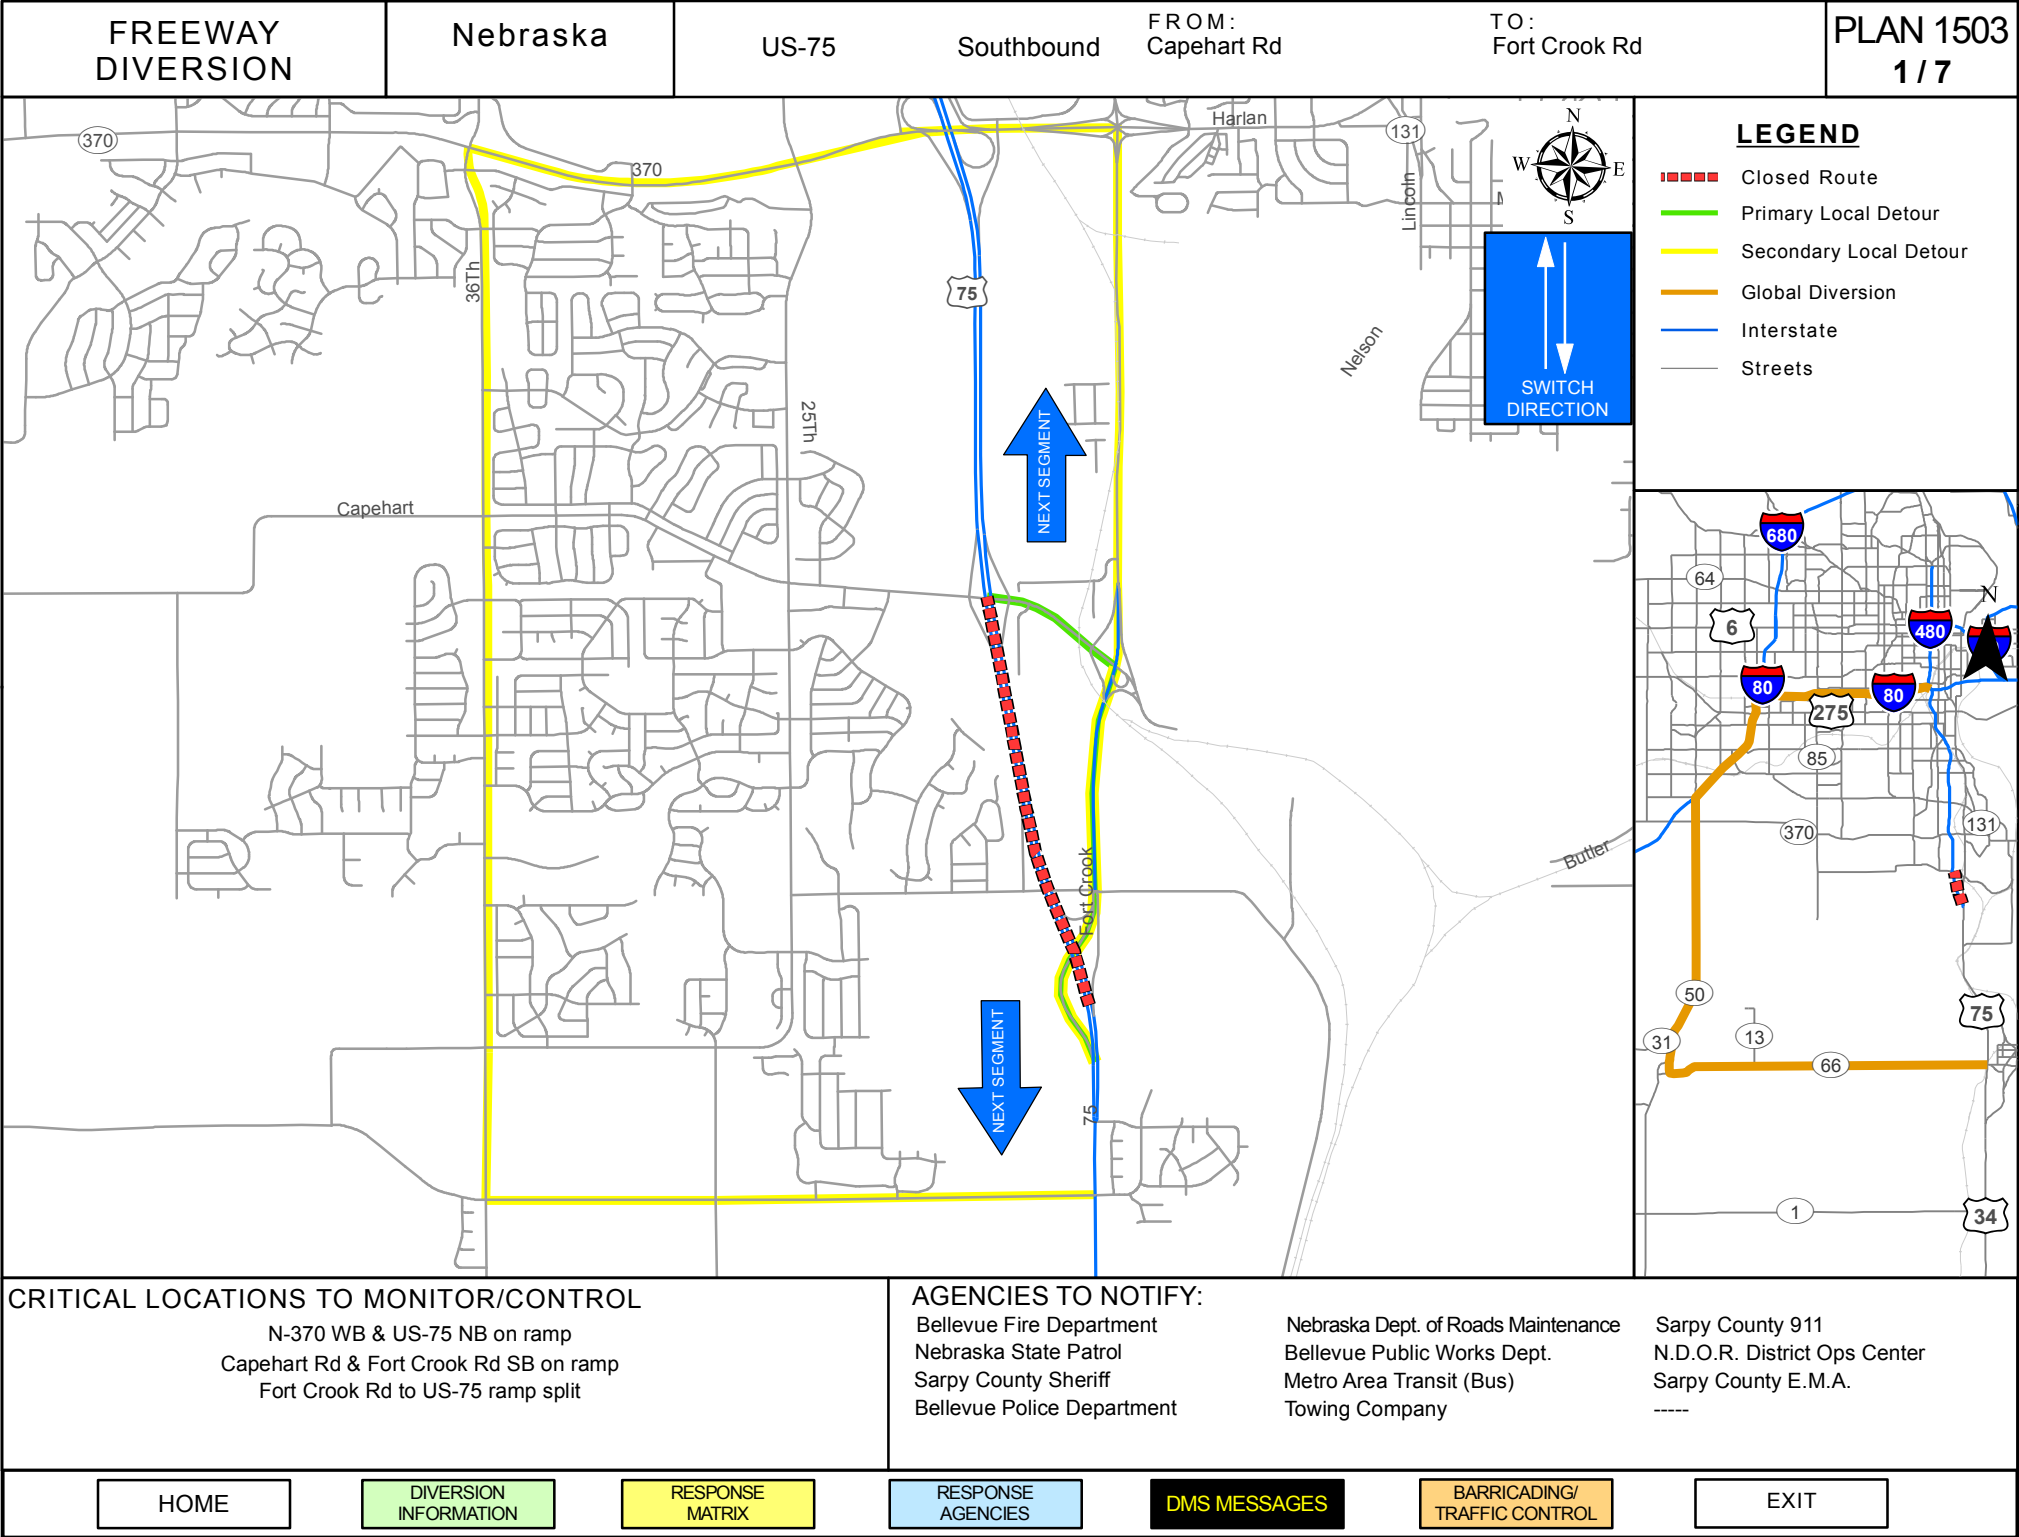 FREEWAY
DIVERSION
Nebraska
US-75
Southbound
FROM:
Capehart Rd
TO:
Fort Crook Rd
PLAN 1503
1 / 7
370
370
Harlan
131
Lincoln
36Th
75
25Th
Nelson
Capehart
NEXT SEGMENT
Fort Crook
Butler
NEXT SEGMENT
75
N
W
E
S
SWITCH
DIRECTION
LEGEND
Closed Route
Primary Local Detour
Secondary Local Detour
Global Diversion
Interstate
Streets
680
64
6
N
480
80
80
275
85
370
131
50
75
31
13
66
1
34
CRITICAL LOCATIONS TO MONITOR/CONTROL
N-370 WB & US-75 NB on ramp
Capehart Rd & Fort Crook Rd SB on ramp
Fort Crook Rd to US-75 ramp split
AGENCIES TO NOTIFY:
Bellevue Fire Department
Nebraska State Patrol
Sarpy County Sheriff
Bellevue Police Department
Nebraska Dept. of Roads Maintenance
Bellevue Public Works Dept.
Metro Area Transit (Bus)
Towing Company
Sarpy County 911
N.D.O.R. District Ops Center
Sarpy County E.M.A.
-----
HOME
DIVERSION
INFORMATION
RESPONSE
MATRIX
RESPONSE
AGENCIES
DMS MESSAGES
BARRICADING/
TRAFFIC CONTROL
EXIT